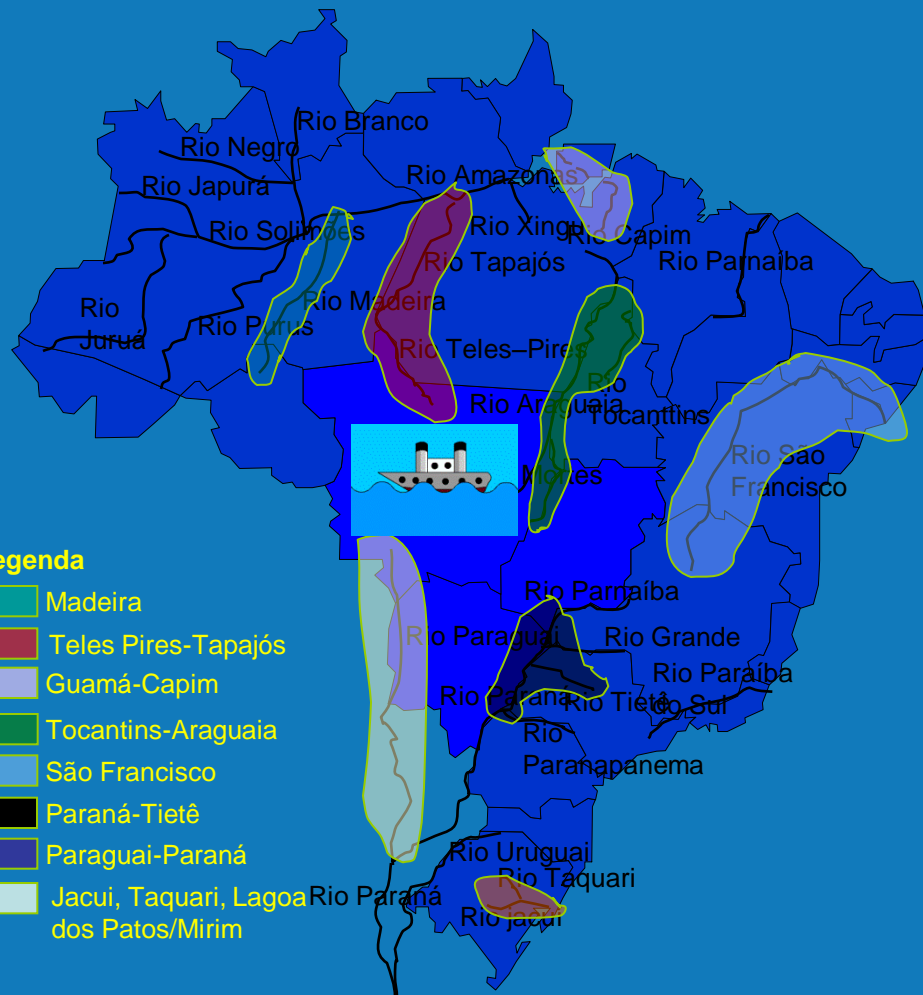 Rio Branco
Rio Negro
Rio Japurá
Rio Amazonas
Rio Solimões
Rio Xingu
Rio Capim
Rio Tapajós
Rio Parnaíba
Rio Madeira
Rio
Juruá
Rio Purus
Rio Teles–Pires
Rio Araguaia
Rio
Tocanttins
Rio São
Francisco
egenda
Madeira
Teles Pires-Tapajós
Guamá-Capim
Tocantins-Araguaia
São Francisco
Paraná-Tietê
Paraguai-Paraná
Jacui, Taquari, Lagoa
dos Patos/Mirim
Rio Parnaíba
Rio Paraguai
Rio Grande
Rio Paraíba
do Sul
Rio Paraná
Rio Tietê
Rio
Paranapanema
Rio Uruguai
Rio Taquari
Rio Paraná
Rio jacuí